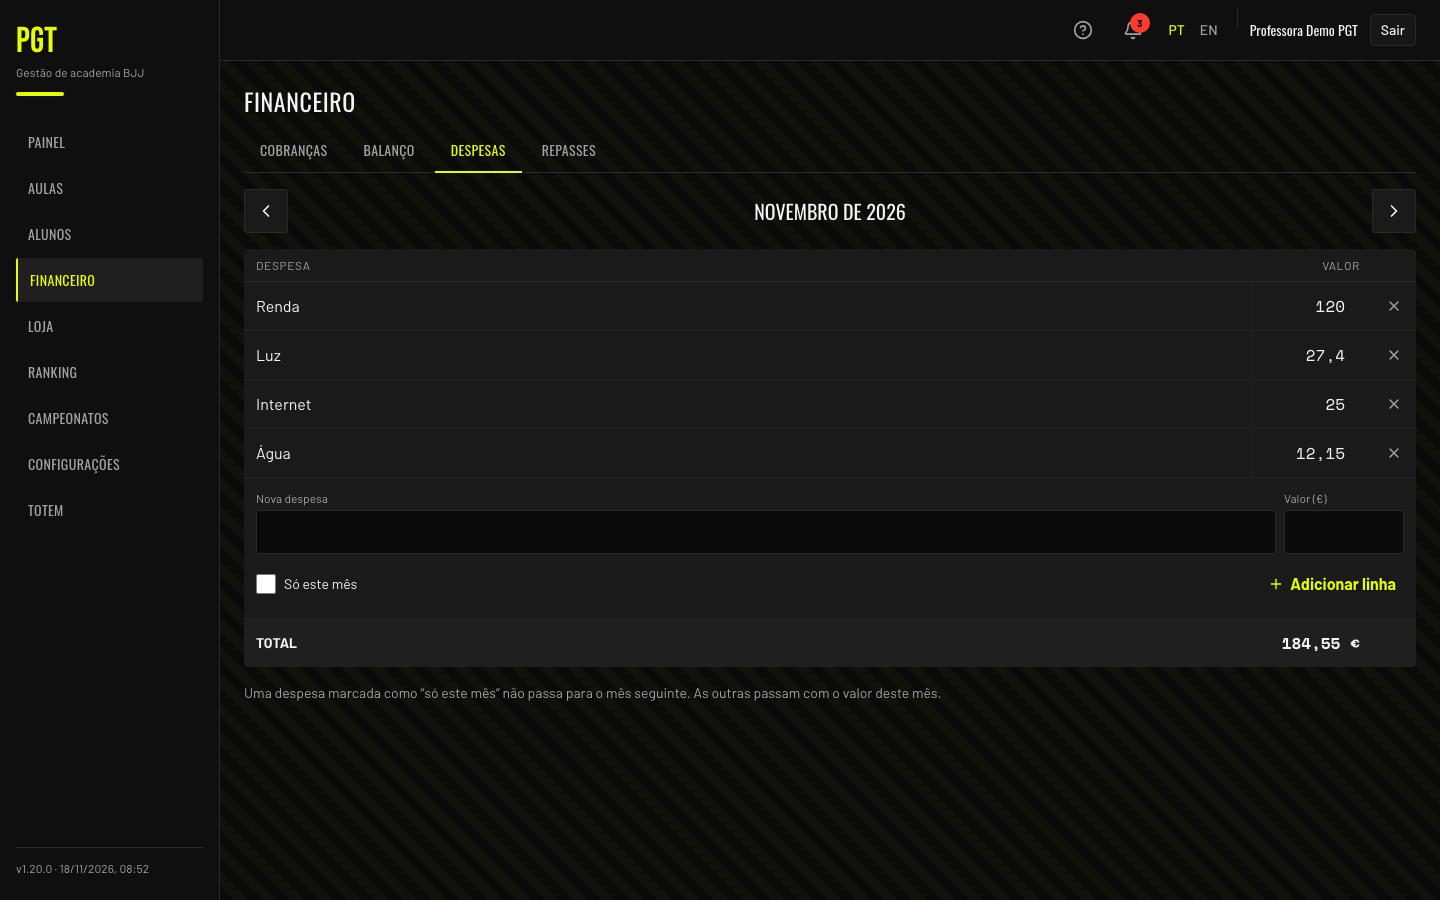 PGT
Gestão de academia BJJ
PAINEL
AULAS
ALUNOS
FINANCEIRO
LOJA
RANKING
CAMPEONATOS
CONFIGURAÇÕES
TOTEM
v1.20.0 · 18/11/2026, 08:52
3
PT EN
Professora Demo PGT
Sair
FINANCEIRO
COBRANÇAS BALANÇO DESPESAS REPASSES
NOVEMBRO DE 2026
DESPESA VALOR
Renda 120
Luz 27,4
Internet 25
Água 12,15
Nova despesa Valor (€)
Só este mês
+ Adicionar linha
TOTAL 184,55 €
Uma despesa marcada como “só este mês” não passa para o mês seguinte. As outras passam com o valor deste mês.